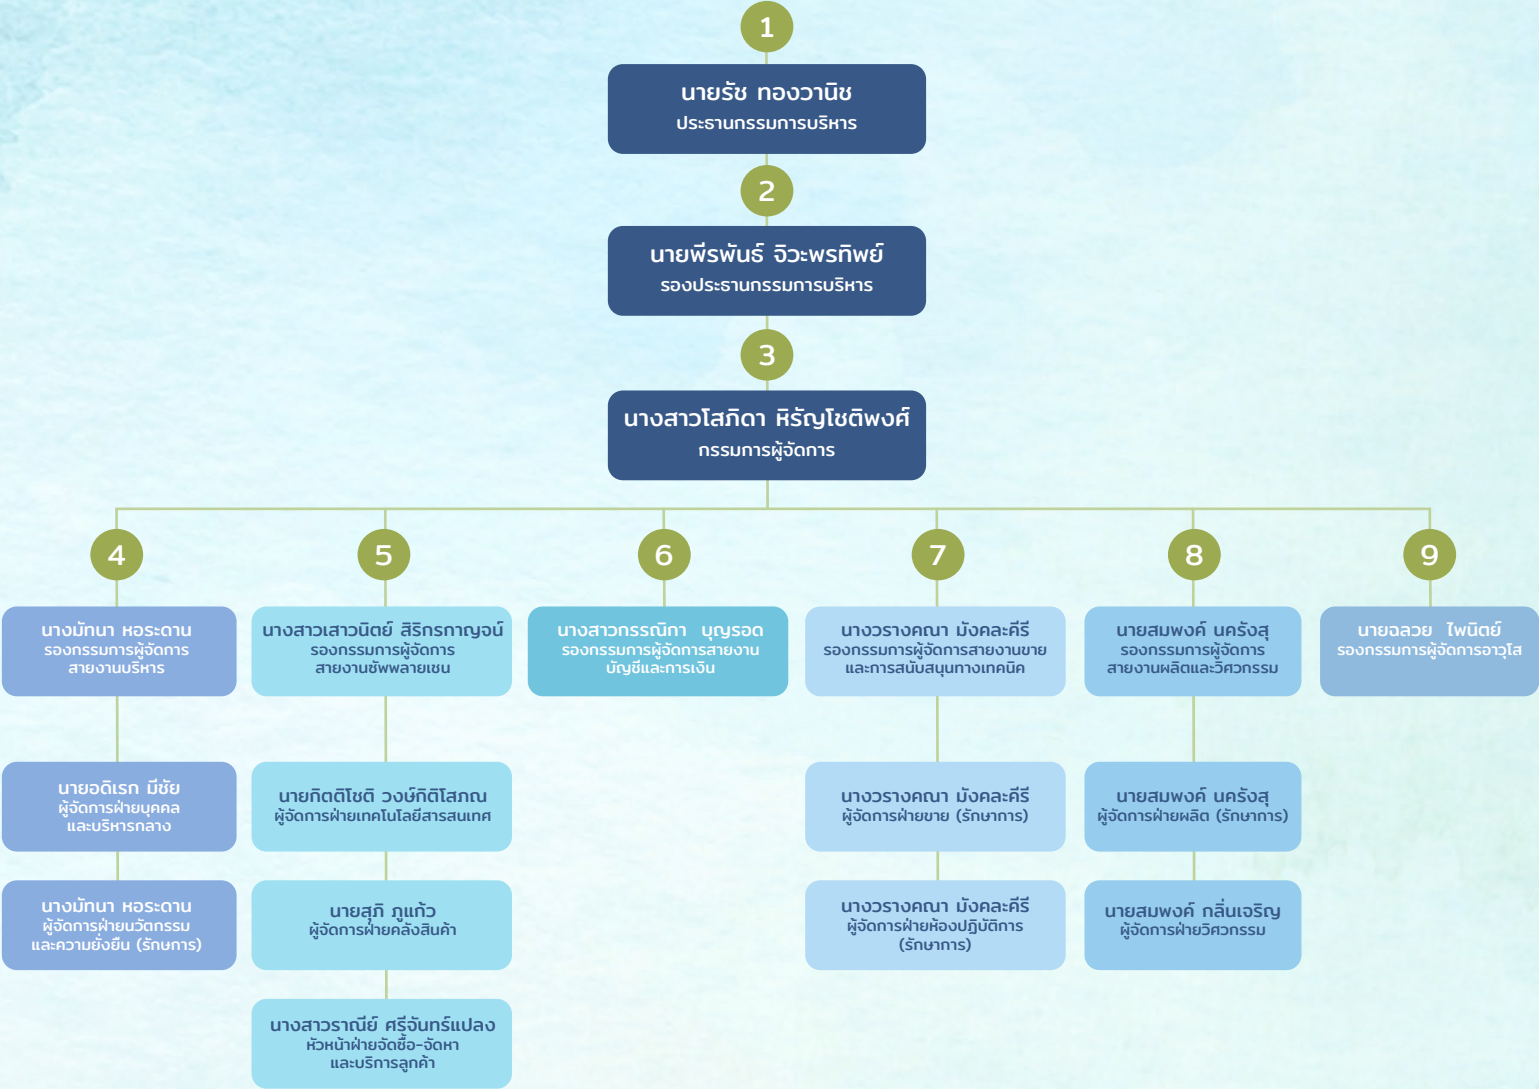 1
นายรัช ทองวานิช
ประธานกรรมการบริหาร
2
นายพีรพันธ์ จิวะพรทิพย์
รองประธานกรรมการบริหาร
3
นางสาวโสภิดา หิรัญโชติพงศ์
กรรมการผู้จัดการ
4
นางมัทนา หอระดาน
รองกรรมการผู้จัดการ
สายงานบริหาร
นายอดิเรก มีชัย
ผู้จัดการฝ่ายบุคคล
และบริหารกลาง
นางมัทนา หอระดาน
ผู้จัดการฝ่ายนวัตกรรม
และความยั่งยืน (รักษการ)
5
นางสาวเสาวนิตย์ สิริกรกาญจน์
รองกรรมการผู้จัดการ
สายงานซัพพลายเชน
นายกิตติโชติ วงษ์กิติโสภณ
ผู้จัดการฝ่ายเทคโนโลยีสารสนเทศ
นายสุภิ ภูแก้ว
ผู้จัดการฝ่ายคลังสินค้า
นางสาวราณีย์ ศรีจันทร์แปลง
หัวหน้าฝ่ายจัดซื้อ-จัดหา
และบริการลูกค้า
6
นางสาวกรรณิกา บุญรอด
รองกรรมการผู้จัดการสายงาน
บัญชีและการเงิน
7
นางวรางคณา มังคละคีรี
รองกรรมการผู้จัดการสายงานขาย
และการสนับสนุนทางเทคนิค
นางวรางคณา มังคละคีรี
ผู้จัดการฝ่ายขาย (รักษาการ)
นางวรางคณา มังคละคีรี
ผู้จัดการฝ่ายห้องปฏิบัติการ
(รักษาการ)
8
นายสมพงค์ นครังสุ
รองกรรมการผู้จัดการ
สายงานผลิตและวิศวกรรม
นายสมพงค์ นครังสุ
ผู้จัดการฝ่ายผลิต (รักษาการ)
นายสมพงค์ กลิ่นเจริญ
ผู้จัดการฝ่ายวิศวกรรม
9
นายฉลวย ไพนิตย์
รองกรรมการผู้จัดการอาวุโส